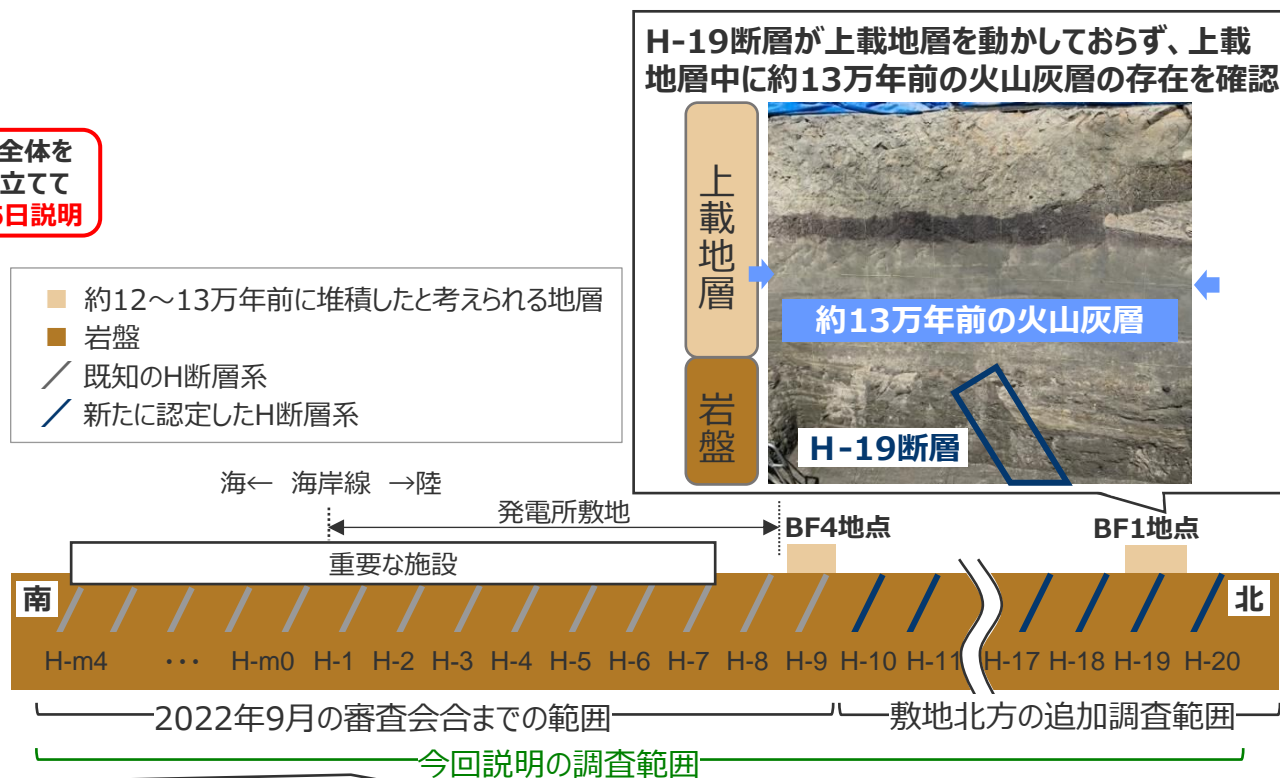 H-19断層が上載地層を動かしておらず、上載
地層中に約13万年前の火山灰層の存在を確認
全体を
立てて
日説明
上載地層
約13万年前の火山灰層
岩盤
H-19断層
約12～13万年前に堆積したと考えられる地層
岩盤
既知のH断層系
新たに認定したH断層系
海← 海岸線 →陸
発電所敷地
BF4地点
BF1地点
重要な施設
南
北
H-m4 ・・・ H-m0 H-1 H-2 H-3 H-4 H-5 H-6 H-7 H-8 H-9 H-10 H-11 H-17 H-18 H-19 H-20
2022年9月の審査会合までの範囲
敷地北方の追加調査範囲
今回説明の調査範囲